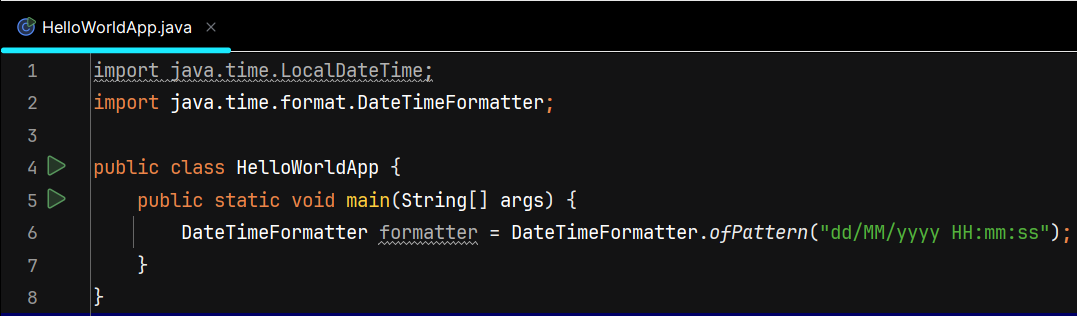 HelloWorldApp.java ×
1 import java.time.LocalDateTime;
2 import java.time.format.DateTimeFormatter;
3
4 public class HelloWorldApp {
5     public static void main(String[] args) {
6         DateTimeFormatter formatter = DateTimeFormatter.ofPattern("dd/MM/yyyy HH:mm:ss");
7     }
8 }